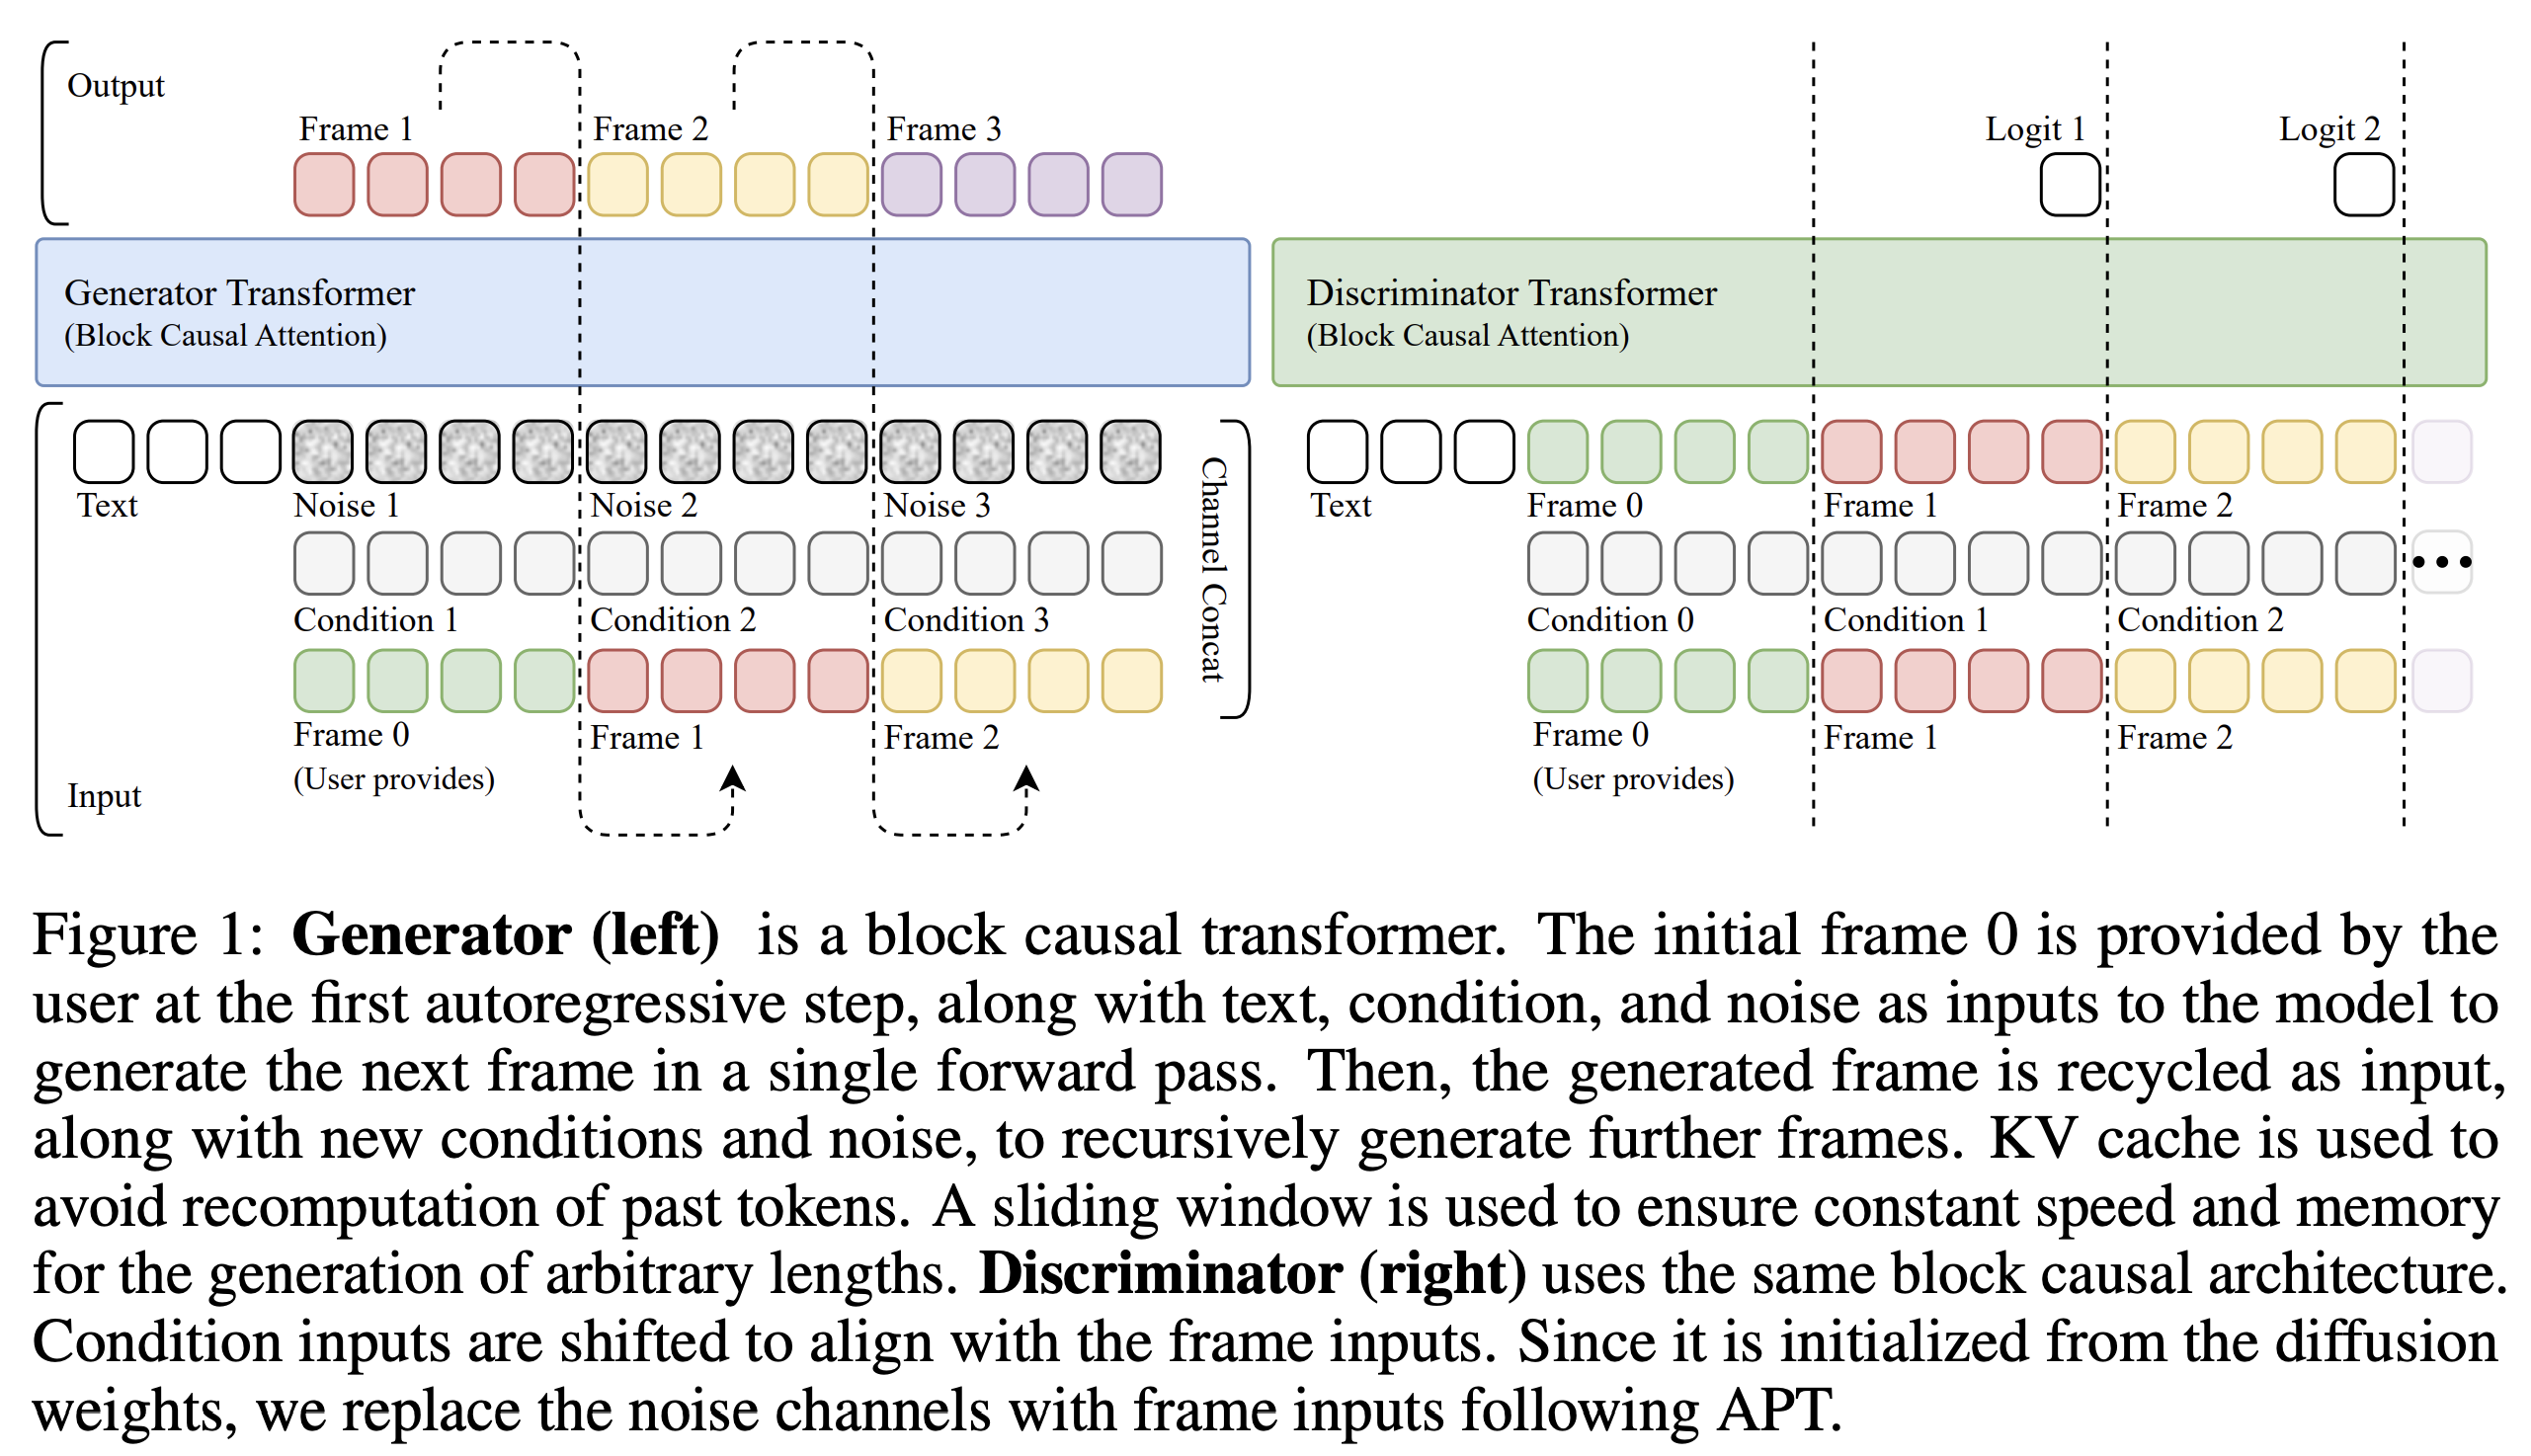 Output
Frame 1
Frame 2
Frame 3
Generator Transformer
(Block Causal Attention)
Text
Noise 1
Noise 2
Noise 3
Condition 1
Condition 2
Condition 3
Frame 0
(User provides)
Frame 1
Frame 2
Input
Channel Concat
Logit 1
Logit 2
Discriminator Transformer
(Block Causal Attention)
Text
Frame 0
Frame 1
Frame 2
Condition 0
Condition 1
Condition 2
Frame 0
(User provides)
Frame 1
Frame 2
Figure 1: Generator (left) is a block causal transformer. The initial frame 0 is provided by the
user at the first autoregressive step, along with text, condition, and noise as inputs to the model to
generate the next frame in a single forward pass. Then, the generated frame is recycled as input,
along with new conditions and noise, to recursively generate further frames. KV cache is used to
avoid recomputation of past tokens. A sliding window is used to ensure constant speed and memory
for the generation of arbitrary lengths. Discriminator (right) uses the same block causal architecture.
Condition inputs are shifted to align with the frame inputs. Since it is initialized from the diffusion
weights, we replace the noise channels with frame inputs following APT.